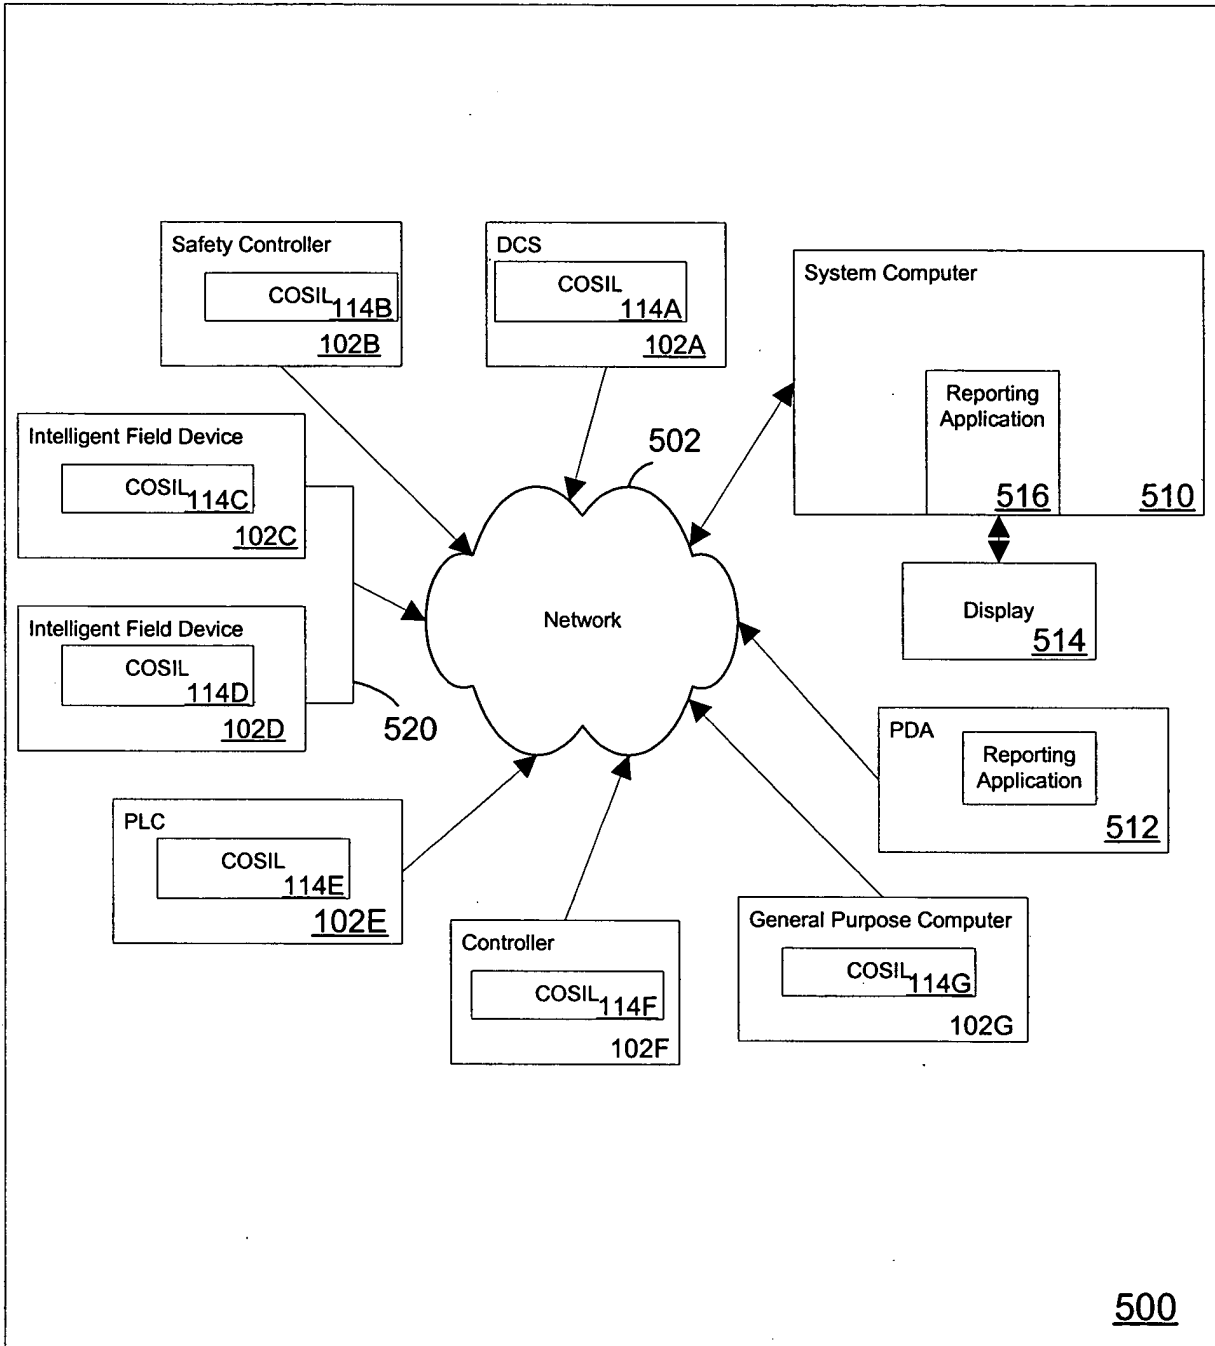 Safety Controller
COSIL
114B
102B
DCS
COSIL
114A
102A
System Computer
Reporting
Application
516
510
Intelligent Field Device
COSIL
114C
102C
502
Network
Display
514
Intelligent Field Device
COSIL
114D
102D
520
PDA
Reporting
Application
512
PLC
COSIL
114E
102E
Controller
COSIL
114F
102F
General Purpose Computer
COSIL
114G
102G
500